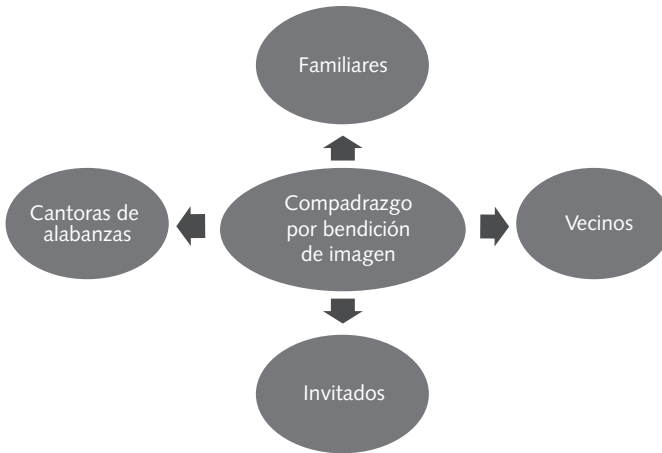 Familiares
Cantoras de
alabanzas
Compadrazgo
por bendición
de imagen
Vecinos
Invitados